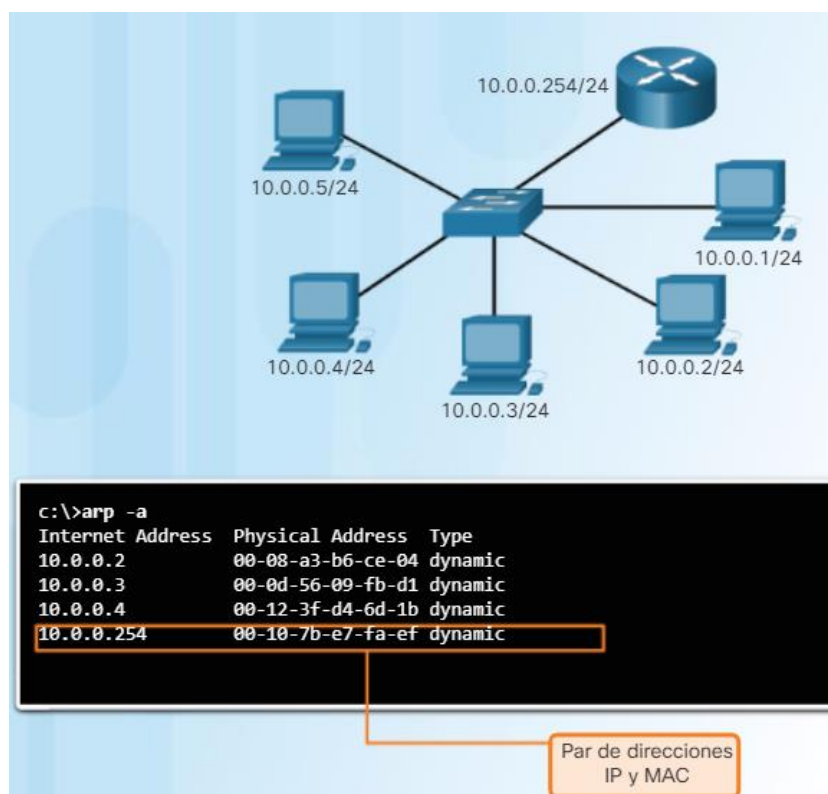 10.0.0.254/24
10.0.0.5/24
10.0.0.1/24
10.0.0.4/24
10.0.0.2/24
10.0.0.3/24
c:\>arp -a
Internet Address Physical Address Type
10.0.0.2 00-08-a3-b6-ce-04 dynamic
10.0.0.3 00-0d-56-09-fb-d1 dynamic
10.0.0.4 00-12-3f-d4-6d-1b dynamic
10.0.0.254 00-10-7b-e7-fa-ef dynamic
Par de direcciones
IP y MAC